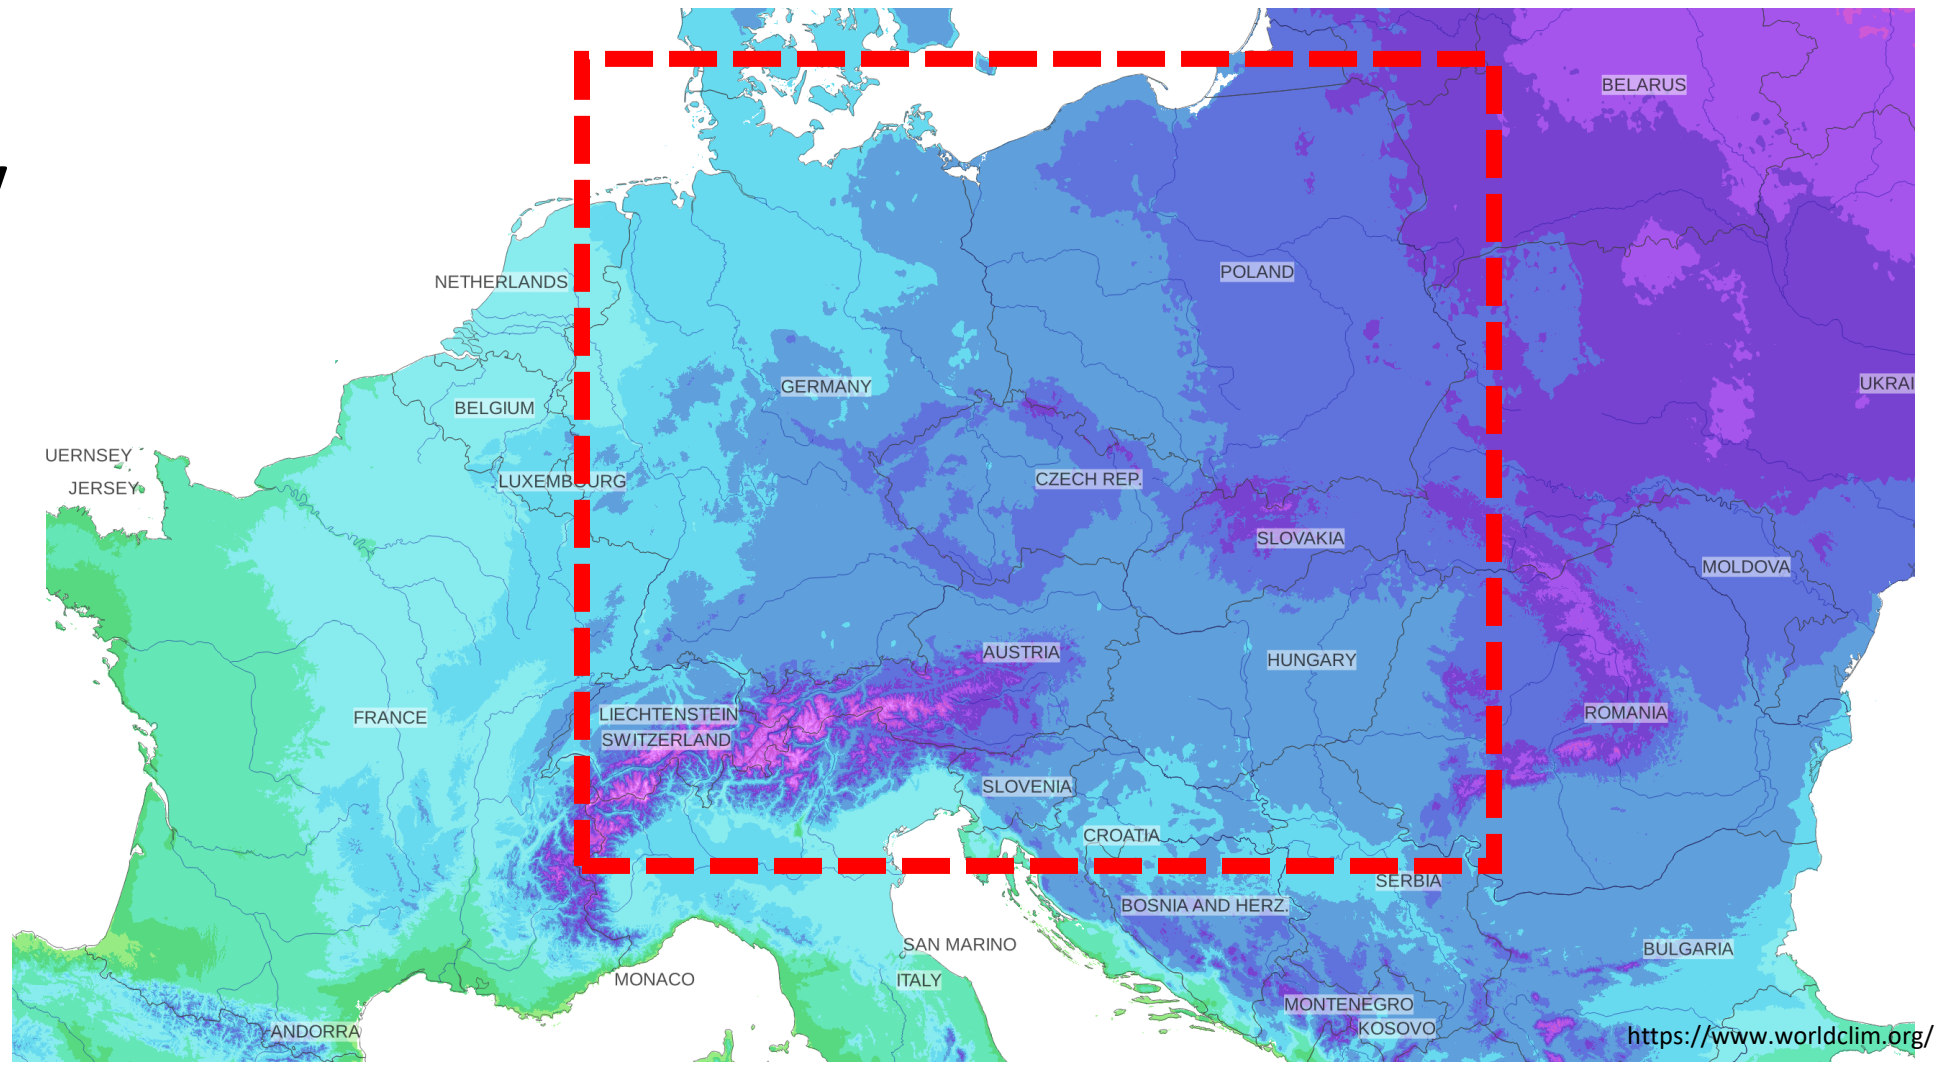 BELARUS
POLAND
NETHERLANDS
GERMANY
UKRAI
BELGIUM
UERNSEY
CZECH REP.
LUXEMBOURG
JERSEY
SLOVAKIA
MOLDOVA
AUSTRIA
HUNGARY
ROMANIA
LIECHTENSTEIN
FRANCE
SWITZERLAND
SLOVENIA
CROATIA
SERBIA
BOSNIA AND HERZ.
SAN MARINO
BULGARIA
MONACO
ITALY
MONTENEGRO
KOSOVO
ANDORRA
https://www.worldclim.org/